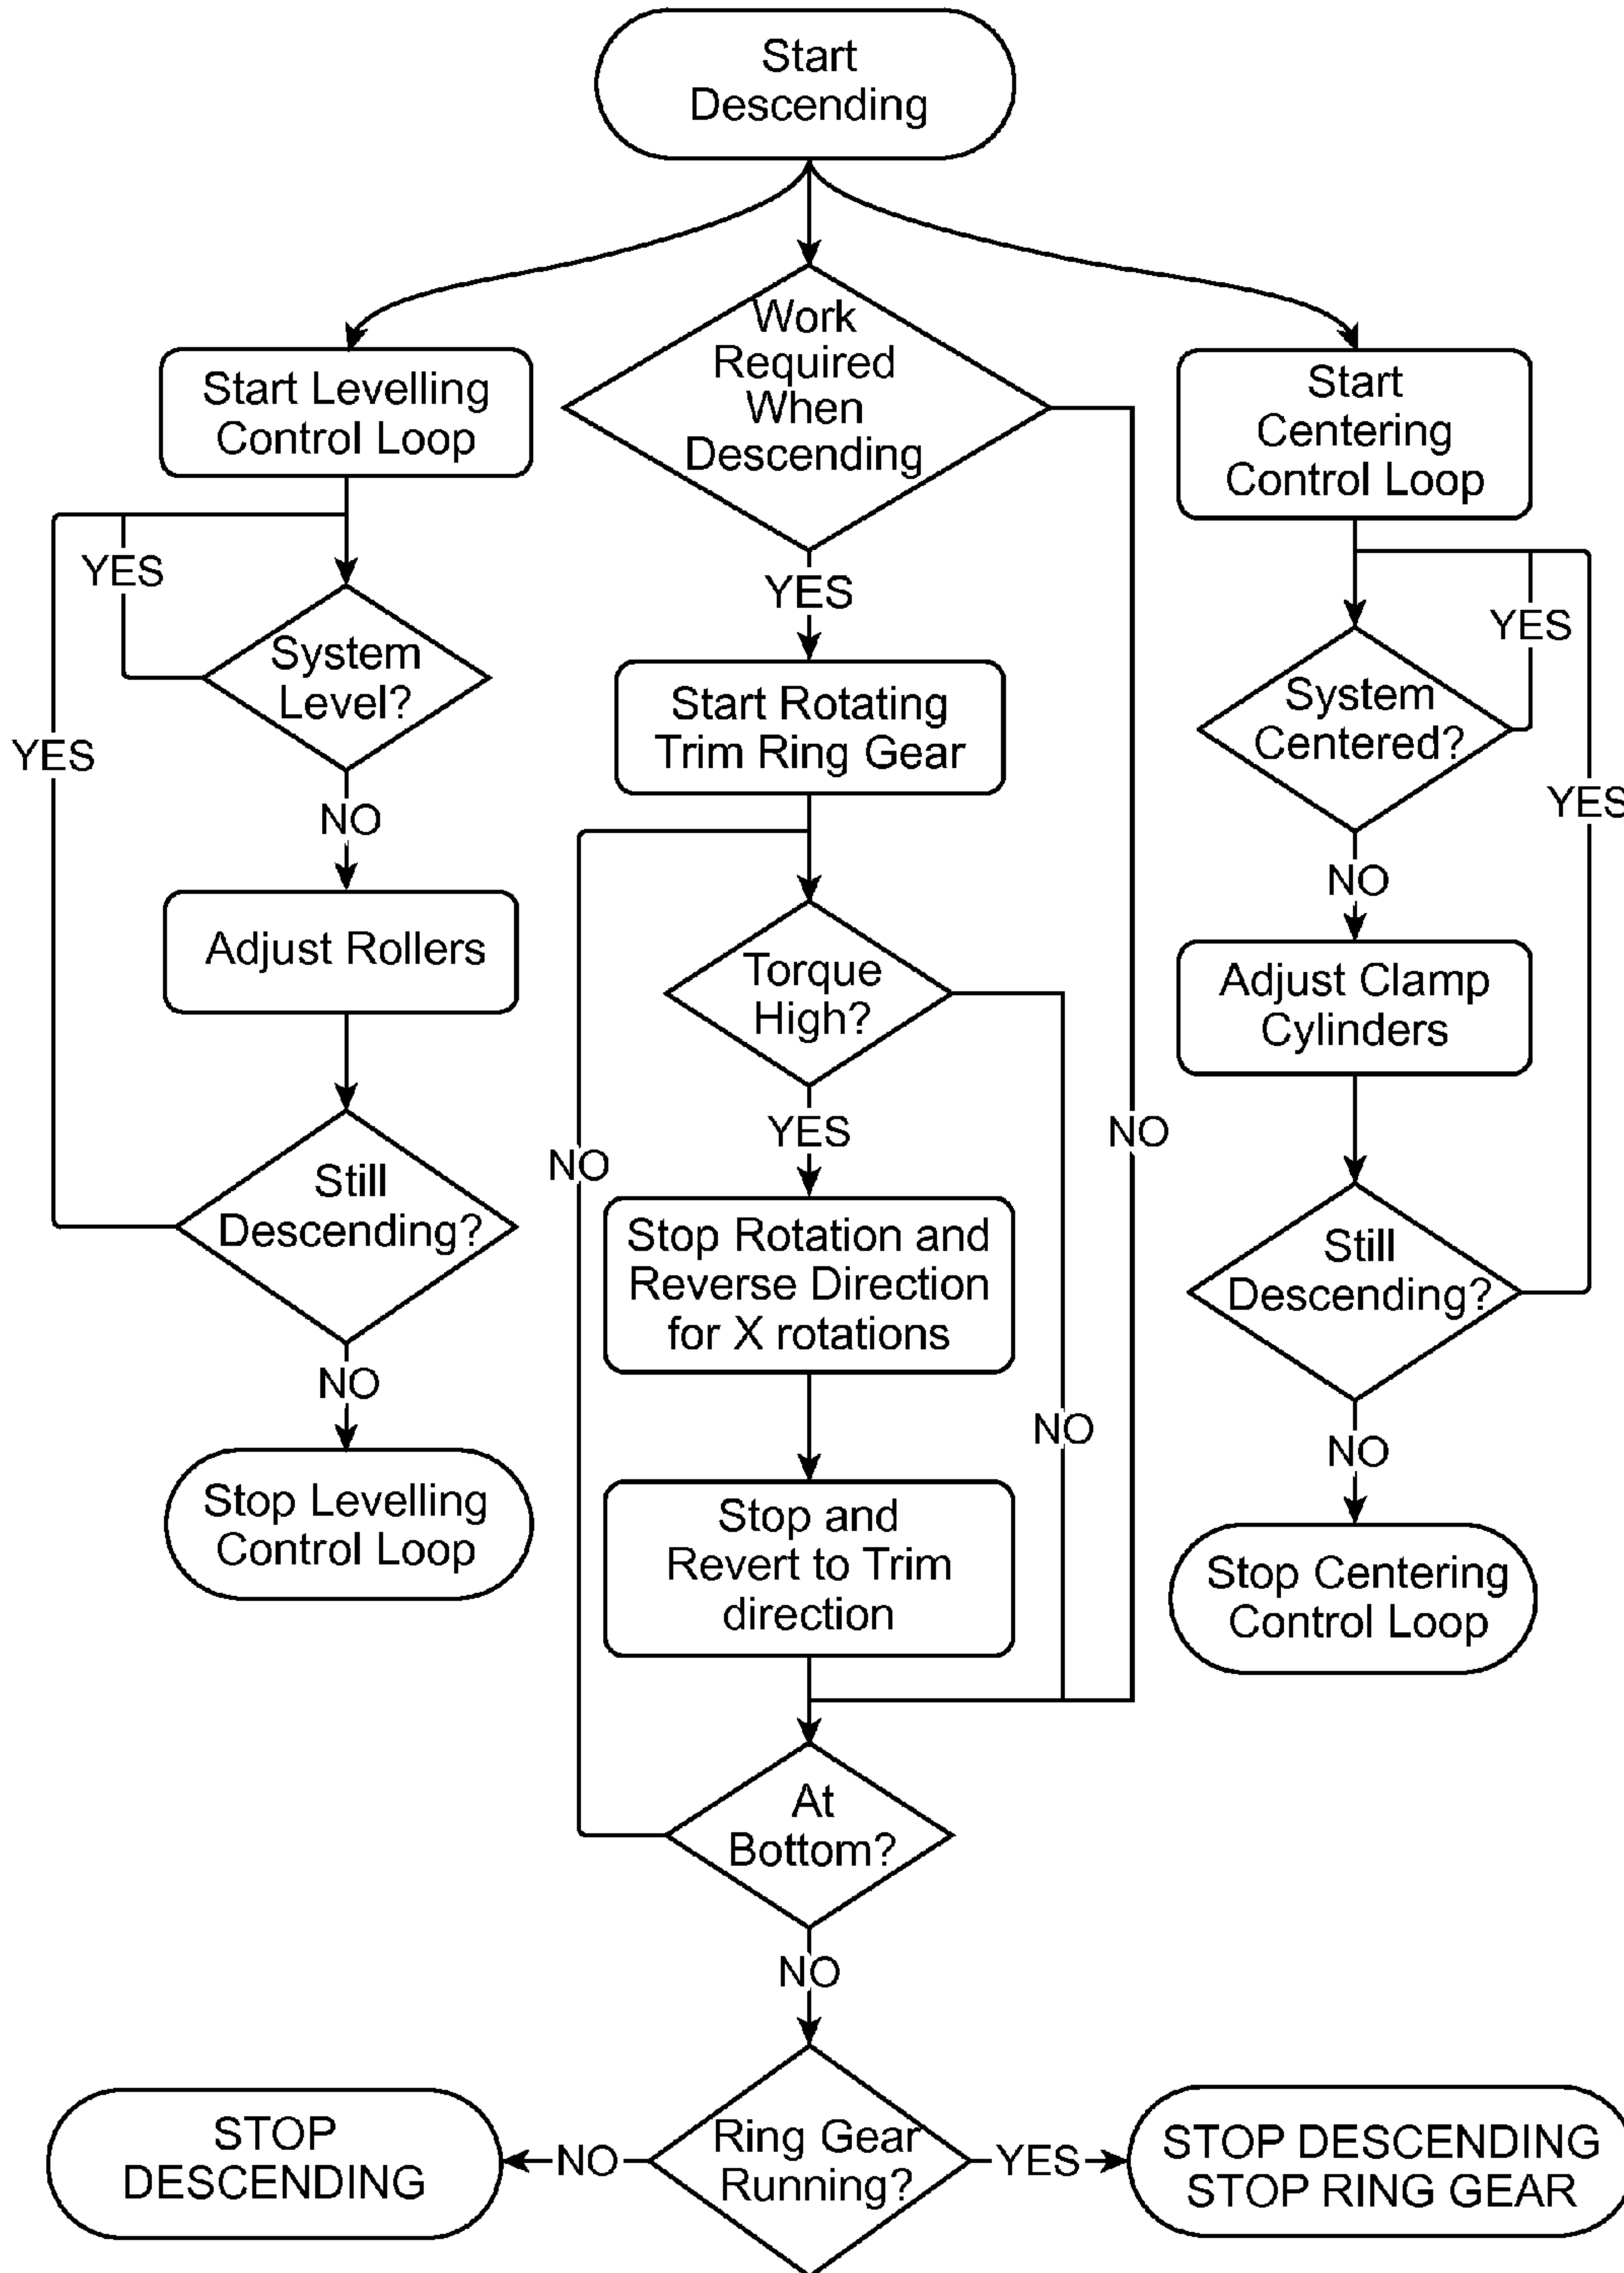 Start
Descending
Start Levelling
Control Loop
YES
YES
System
Level?
NO
Adjust Rollers
Still
Descending?
NO
Stop Levelling
Control Loop
Work
Required
When
Descending
YES
NO
Start Rotating
Trim Ring Gear
Torque
High?
YES
NO
NO
Stop Rotation and
Reverse Direction
for X rotations
Stop and
Revert to Trim
direction
At
Bottom?
NO
Ring Gear
Running?
NO
YES
STOP
DESCENDING
STOP DESCENDING
STOP RING GEAR
Start
Centering
Control Loop
YES
YES
System
Centered?
NO
Adjust Clamp
Cylinders
Still
Descending?
NO
Stop Centering
Control Loop